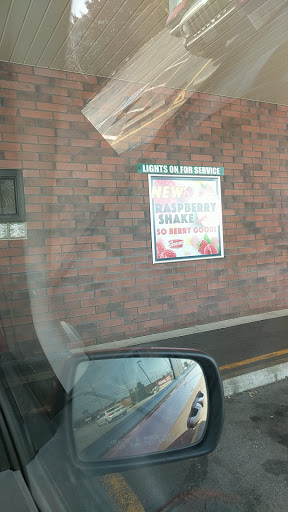 LIGHTS ON FOR SERVICE
NEW!
RASPBERRY
SHAKE
SO BERRY GOOD!